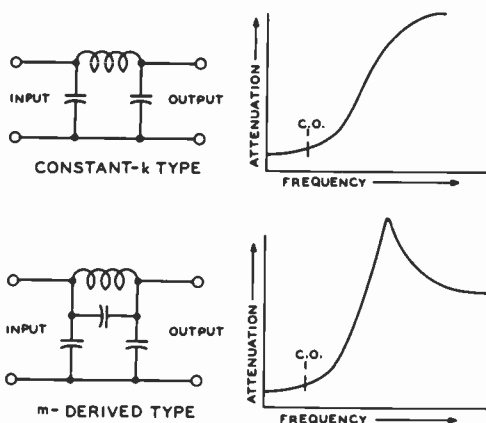 INPUT
OUTPUT
CONSTANT-k TYPE
ATTENUATION
C.O.
FREQUENCY
INPUT
OUTPUT
m- DERIVED TYPE
ATTENUATION
C.O.
FREQUENCY